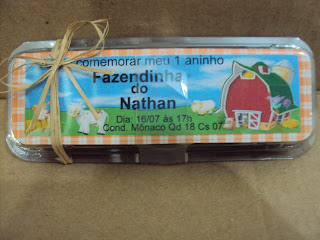 comemorar meu 1 aninho
Fazendinha
do
Nathan
Dia: 16/07 às 17h
Cond. Mônaco Qd 18 Cs 07